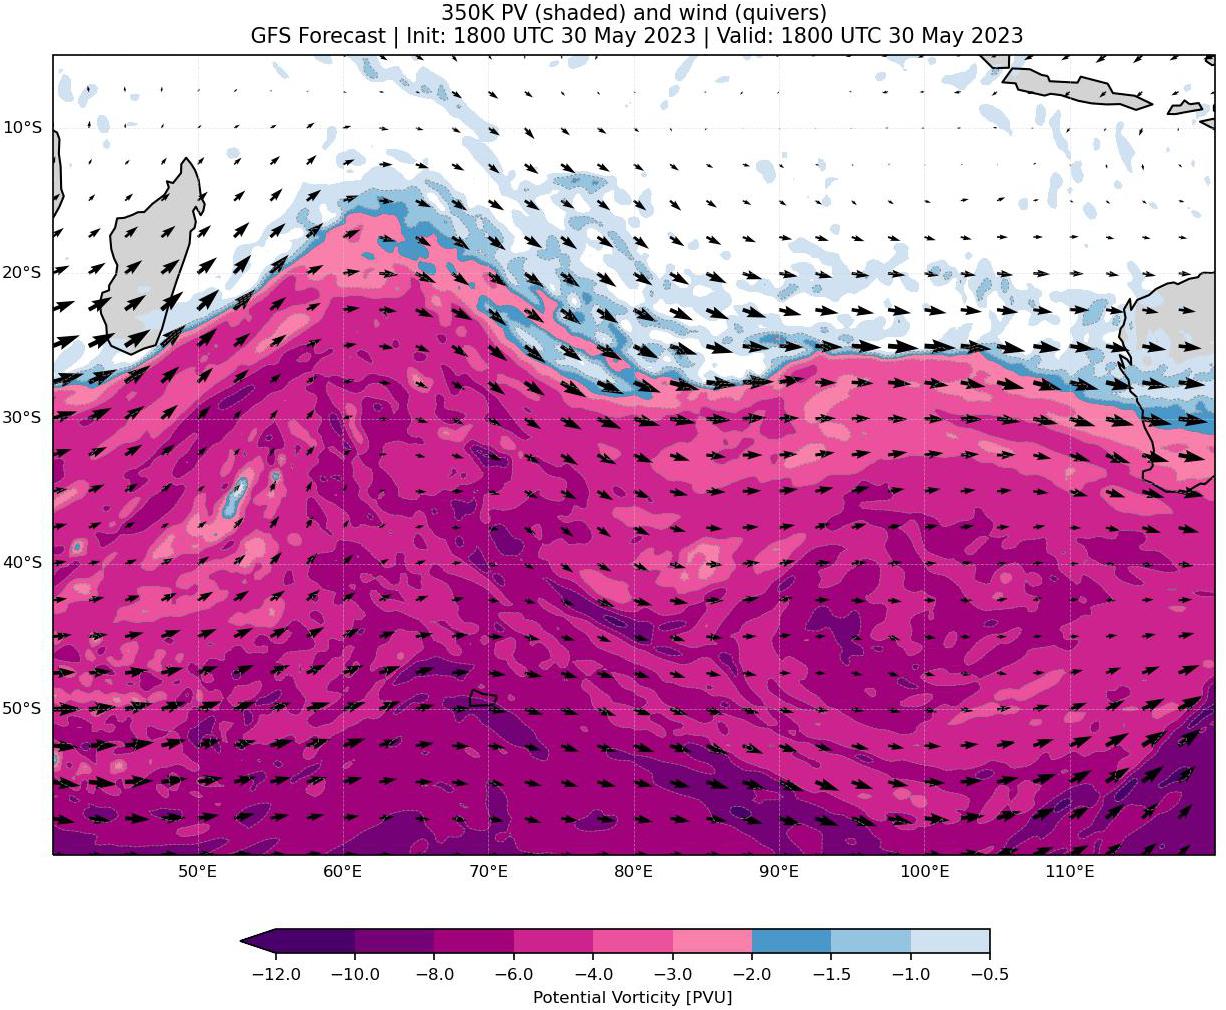 350K PV (shaded) and wind (quivers)
GFS Forecast | Init: 1800 UTC 30 May 2023 | Valid: 1800 UTC 30 May 2023
10°S
20°S
30°S
40°S
50°S
50°E 60°E 70°E 80°E 90°E 100°E 110°E
−12.0 −10.0 −8.0 −6.0 −4.0 −3.0 −2.0 −1.5 −1.0 −0.5
Potential Vorticity [PVU]